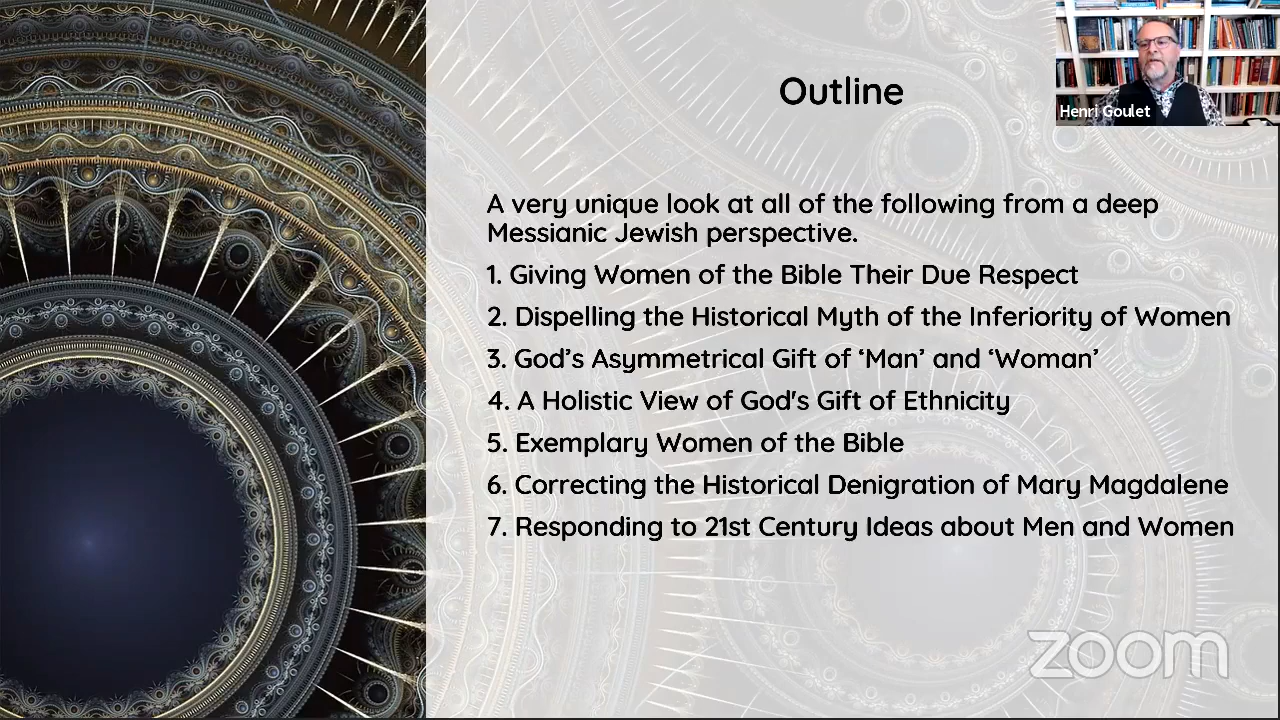 Outline
Henri Goulet
A very unique look at all of the following from a deep
Messianic Jewish perspective.
1. Giving Women of the Bible Their Due Respect
2. Dispelling the Historical Myth of the Inferiority of Women
3. God’s Asymmetrical Gift of ‘Man’ and ‘Woman’
4. A Holistic View of God's Gift of Ethnicity
5. Exemplary Women of the Bible
6. Correcting the Historical Denigration of Mary Magdalene
7. Responding to 21st Century Ideas about Men and Women
zoom